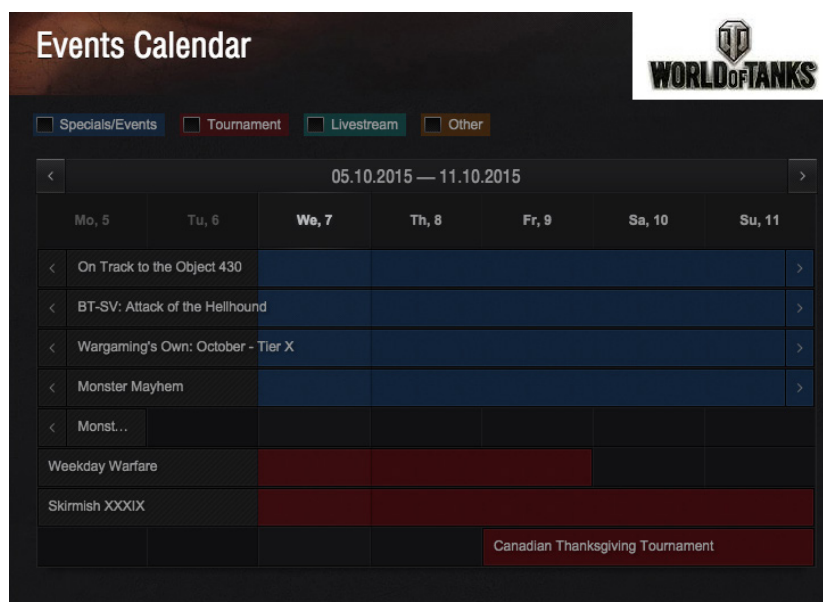 Events Calendar
WORLD OF TANKS
Specials/Events Tournament Livestream Other
< 05.10.2015 — 11.10.2015 >
Mo, 5 Tu, 6 We, 7 Th, 8 Fr, 9 Sa, 10 Su, 11
< On Track to the Object 430 >
< BT-SV: Attack of the Hellhound >
< Wargaming's Own: October - Tier X >
< Monster Mayhem >
< Monst...
Weekday Warfare
Skirmish XXXIX
Canadian Thanksgiving Tournament